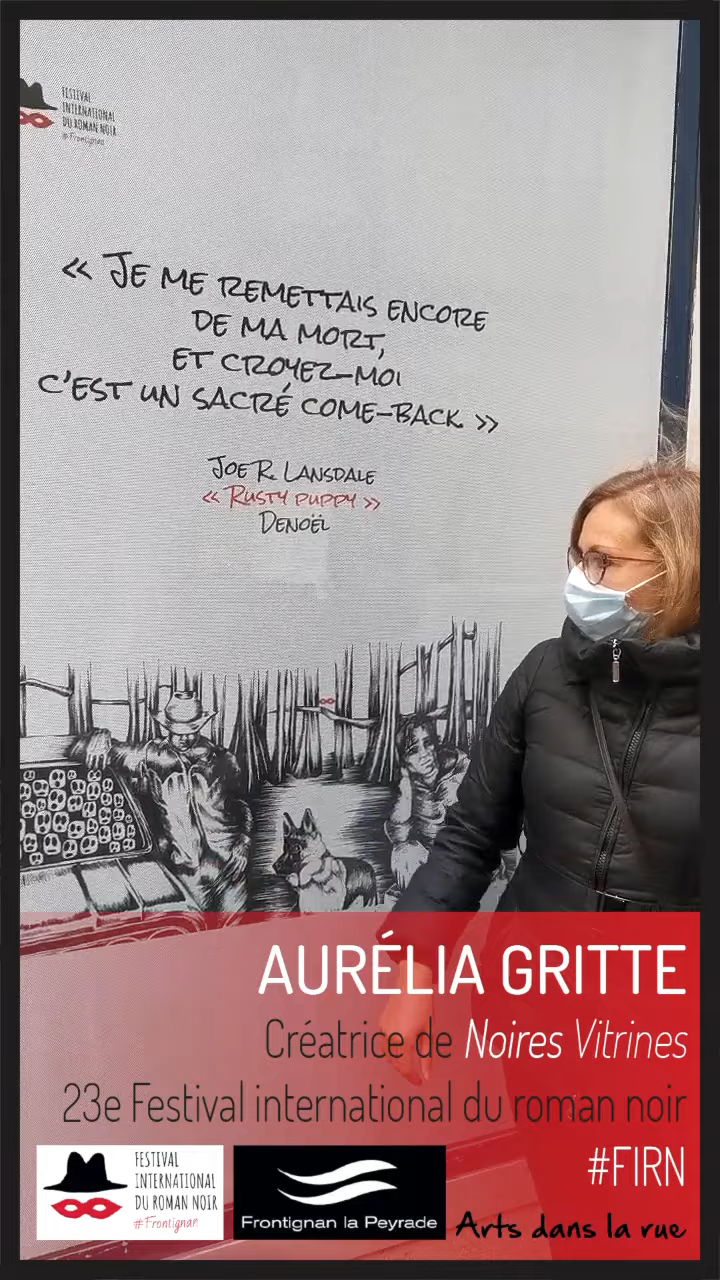 FESTIVAL
INTERNATIONAL
DU ROMAN NOIR
#Frontignan
« JE ME REMETTAIS ENCORE
DE MA MORT,
ET CROYEZ-MOI
C'EST UN SACRÉ COME-BACK »
JOE R. LANSDALE
« RUSTY PUPPY »
DENOËL
AURÉLIA GRITTE
Créatrice de Noires Vitrines
23e Festival international du roman noir
#FIRN
FESTIVAL
INTERNATIONAL
DU ROMAN NOIR
#Frontignan
Frontignan la Peyrade
Arts dans la rue